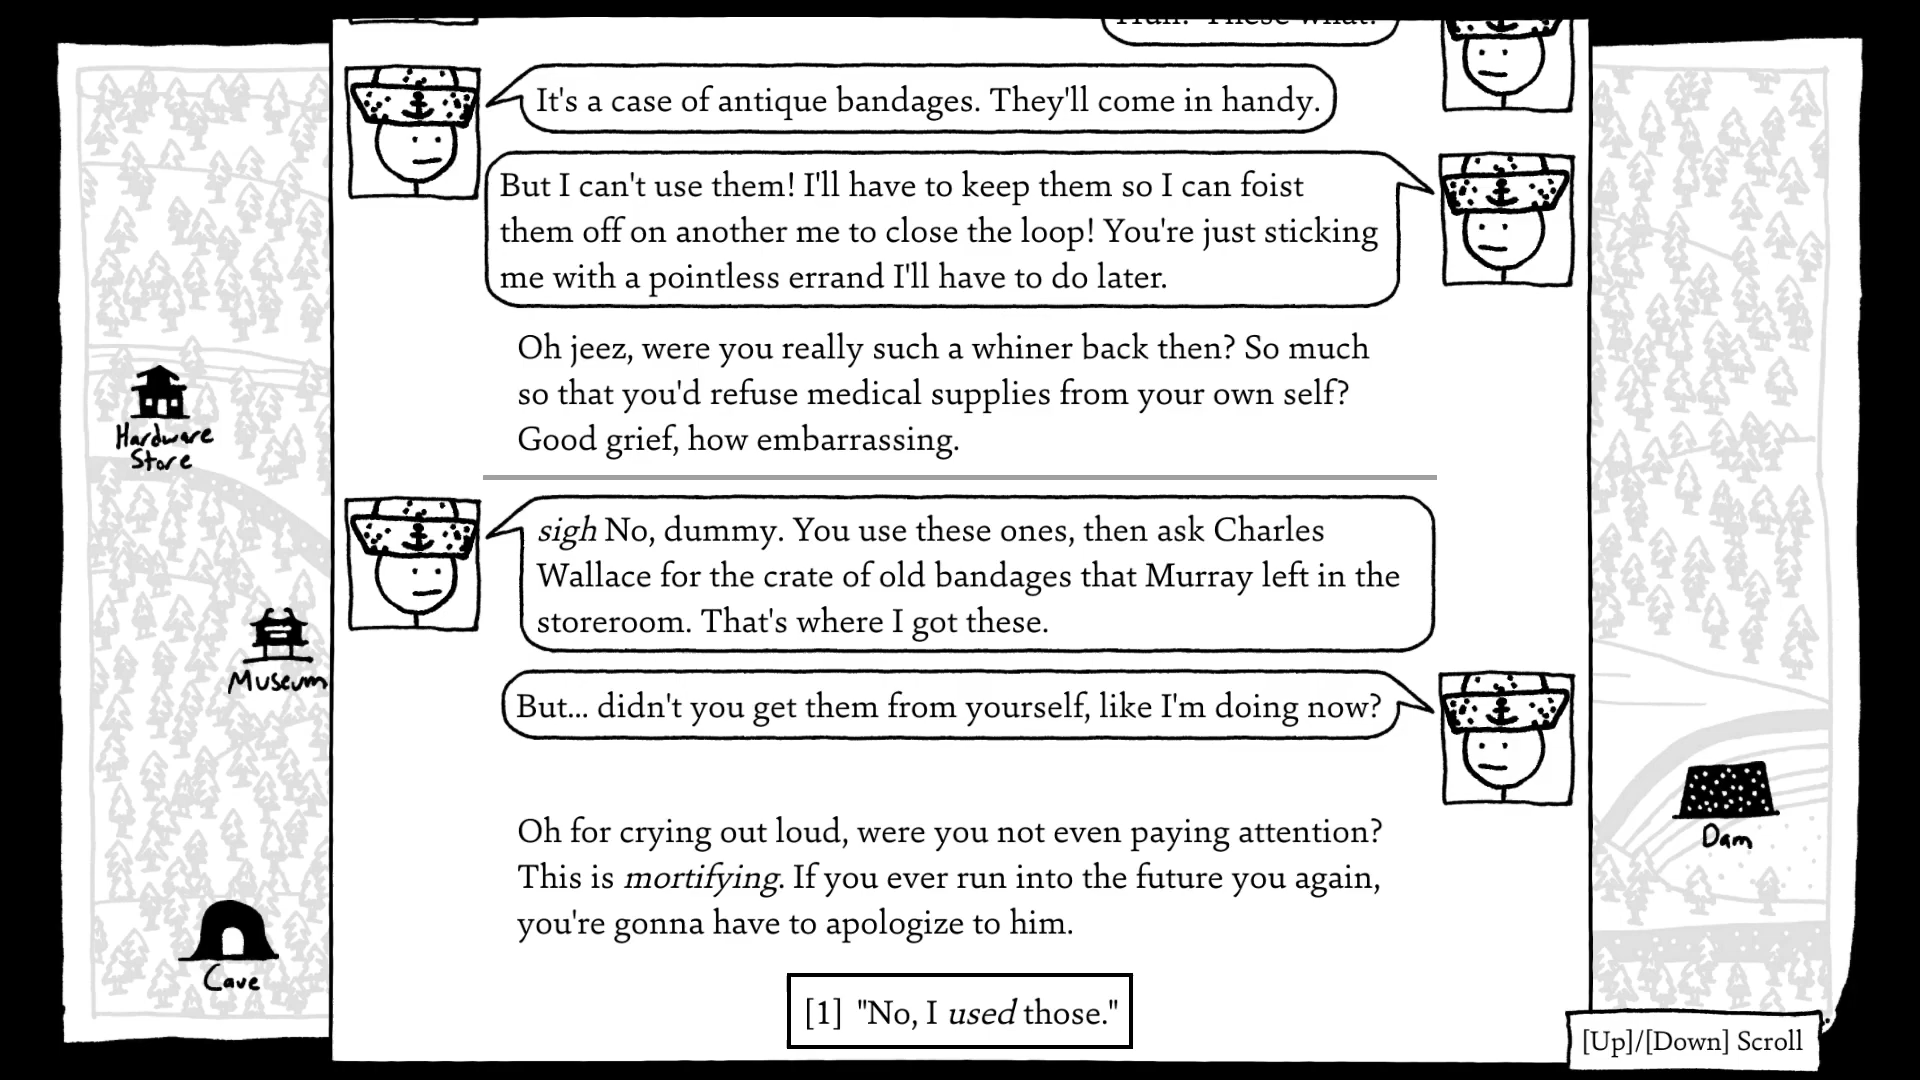 Huh? These what?
It's a case of antique bandages. They'll come in handy.
But I can't use them! I'll have to keep them so I can foist
them off on another me to close the loop! You're just sticking
me with a pointless errand I'll have to do later.
Oh jeez, were you really such a whiner back then? So much
so that you'd refuse medical supplies from your own self?
Good grief, how embarrassing.
sigh No, dummy. You use these ones, then ask Charles
Wallace for the crate of old bandages that Murray left in the
storeroom. That's where I got these.
But... didn't you get them from yourself, like I'm doing now?
Oh for crying out loud, were you not even paying attention?
This is mortifying. If you ever run into the future you again,
you're gonna have to apologize to him.
[1] "No, I used those."
Hardware
Store
Museum
Cave
Dam
[Up]/[Down] Scroll